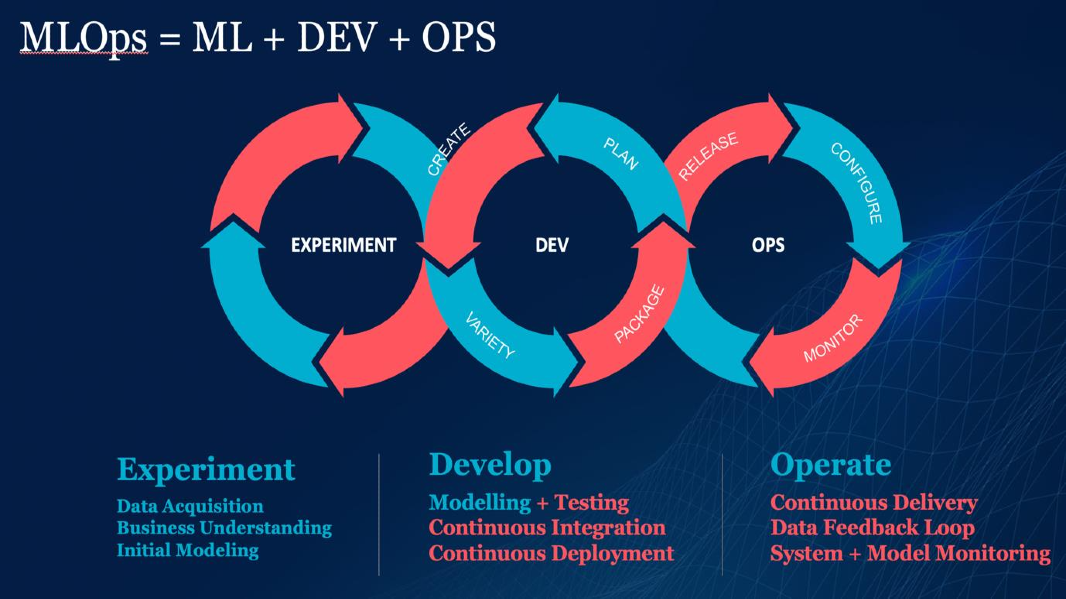 MLOps = ML + DEV + OPS
CREATE
PLAN
RELEASE
CONFIGURE
EXPERIMENT
DEV
OPS
VARIETY
PACKAGE
MONITOR
Experiment
Data Acquisition
Business Understanding
Initial Modeling
Develop
Modelling + Testing
Continuous Integration
Continuous Deployment
Operate
Continuous Delivery
Data Feedback Loop
System + Model Monitoring